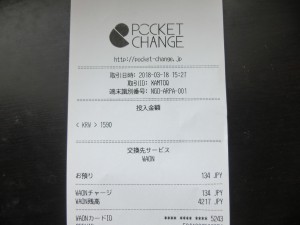 POCKET
CHANGE
http://pocket-change.jp
取引日時: 2018-03-18 15:27
取引ID: KAMTDQ
端末識別番号: NGO-ARPA-001
投入金額
< KRW > 1590
交換先サービス
WAON
お預り 134 JPY
WAONチャージ 134 JPY
WAON残高 4217 JPY
WAONカードID **** **** **** 5243